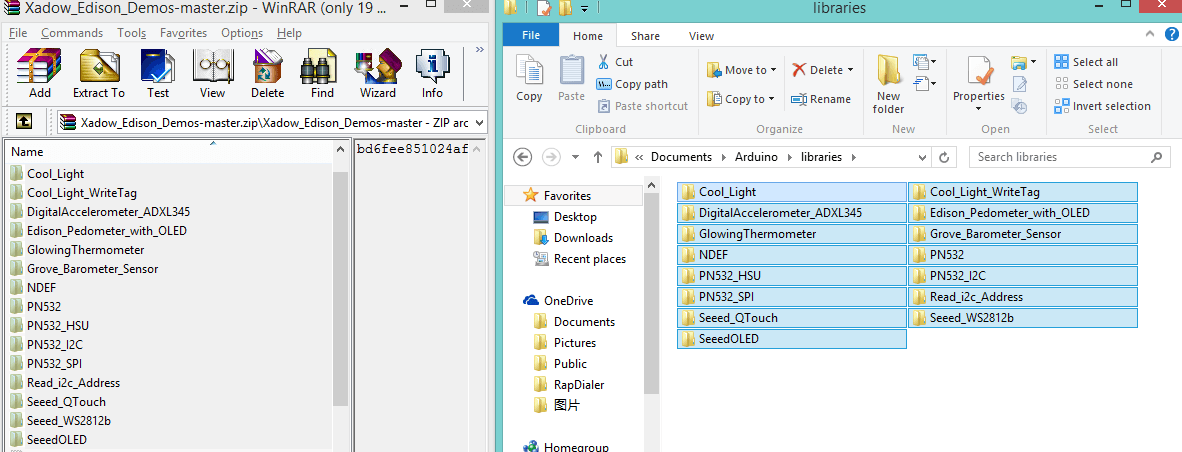 Xadow_Edison_Demos-master.zip - WinRAR (only 19 ...
File Commands Tools Favorites Options Help
Add Extract To Test View Delete Find Wizard Info
»
Xadow_Edison_Demos-master.zip\Xadow_Edison_Demos-master - ZIP arc
Name
Cool_Light
Cool_Light_WriteTag
DigitalAccelerometer_ADXL345
Edison_Pedometer_with_OLED
GlowingThermometer
Grove_Barometer_Sensor
NDEF
PN532
PN532_HSU
PN532_I2C
PN532_SPI
Read_i2c_Address
Seeed_QTouch
Seeed_WS2812b
SeeedOLED
bd6fee851024af
libraries
File Home Share View
Copy
Paste
Cut
Copy path
Paste shortcut
Clipboard
Move to
Copy to
Delete
Rename
Organize
New
folder
New
Properties
Open
Select all
Select none
Invert selection
Select
« Documents › Arduino › libraries ›
Search libraries
Favorites
Desktop
Downloads
Recent places
OneDrive
Documents
Pictures
Public
RapDialer
图片
Homegroup
Cool_Light Cool_Light_WriteTag
DigitalAccelerometer_ADXL345 Edison_Pedometer_with_OLED
GlowingThermometer Grove_Barometer_Sensor
NDEF PN532
PN532_HSU PN532_I2C
PN532_SPI Read_i2c_Address
Seeed_QTouch Seeed_WS2812b
SeeedOLED